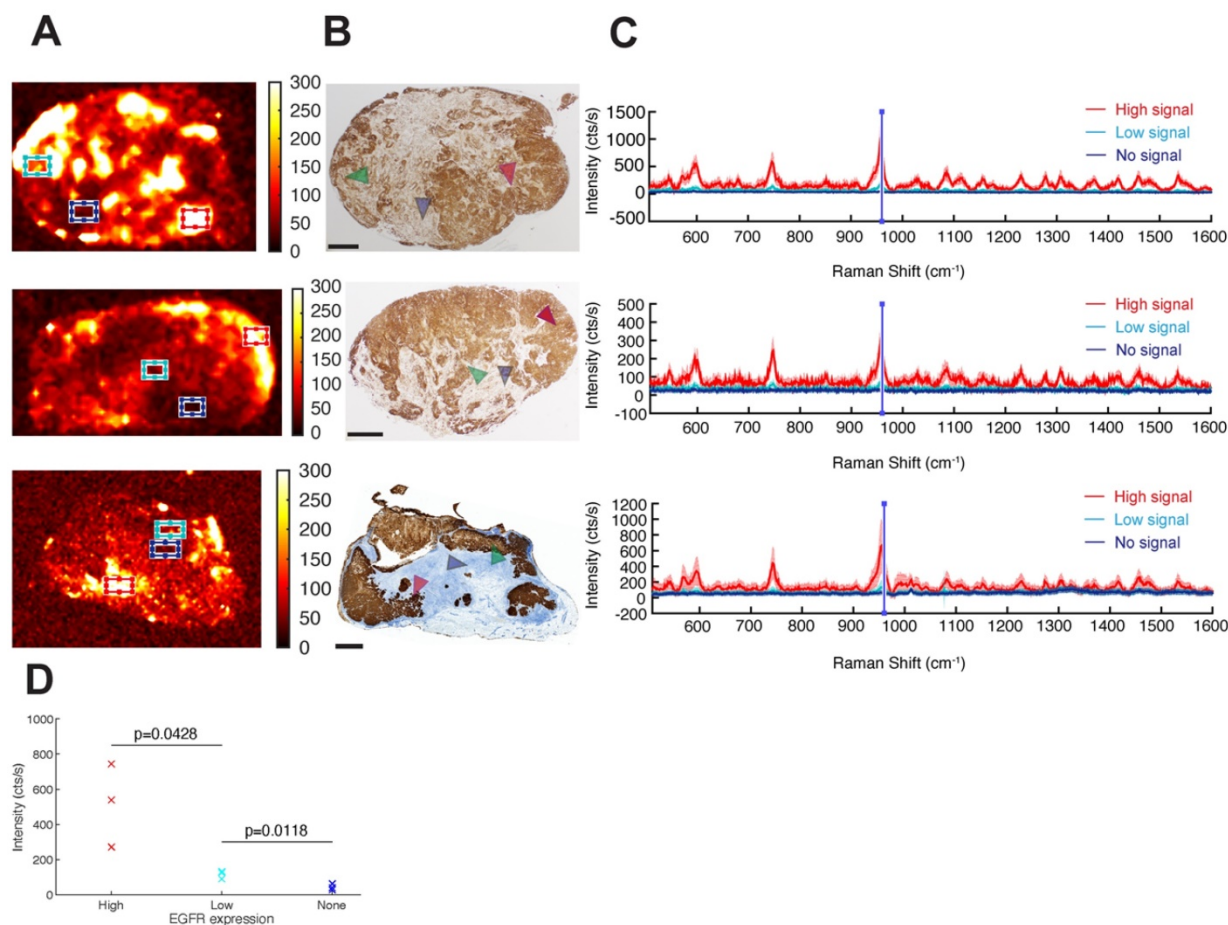 A
B
C
300
250
200
150
100
50
0
1500
1000
500
0
-500
Intensity (cts/s)
High signal
Low signal
No signal
600 700 800 900 1000 1100 1200 1300 1400 1500 1600
Raman Shift (cm⁻¹)
300
250
200
150
100
50
0
500
400
300
200
100
0
-100
Intensity (cts/s)
High signal
Low signal
No signal
600 700 800 900 1000 1100 1200 1300 1400 1500 1600
Raman Shift (cm⁻¹)
300
250
200
150
100
50
0
1200
1000
800
600
400
200
0
-200
Intensity (cts/s)
High signal
Low signal
No signal
600 700 800 900 1000 1100 1200 1300 1400 1500 1600
Raman Shift (cm⁻¹)
D
1000
800
600
400
200
0
Intensity (cts/s)
p=0.0428
p=0.0118
High Low None
EGFR expression